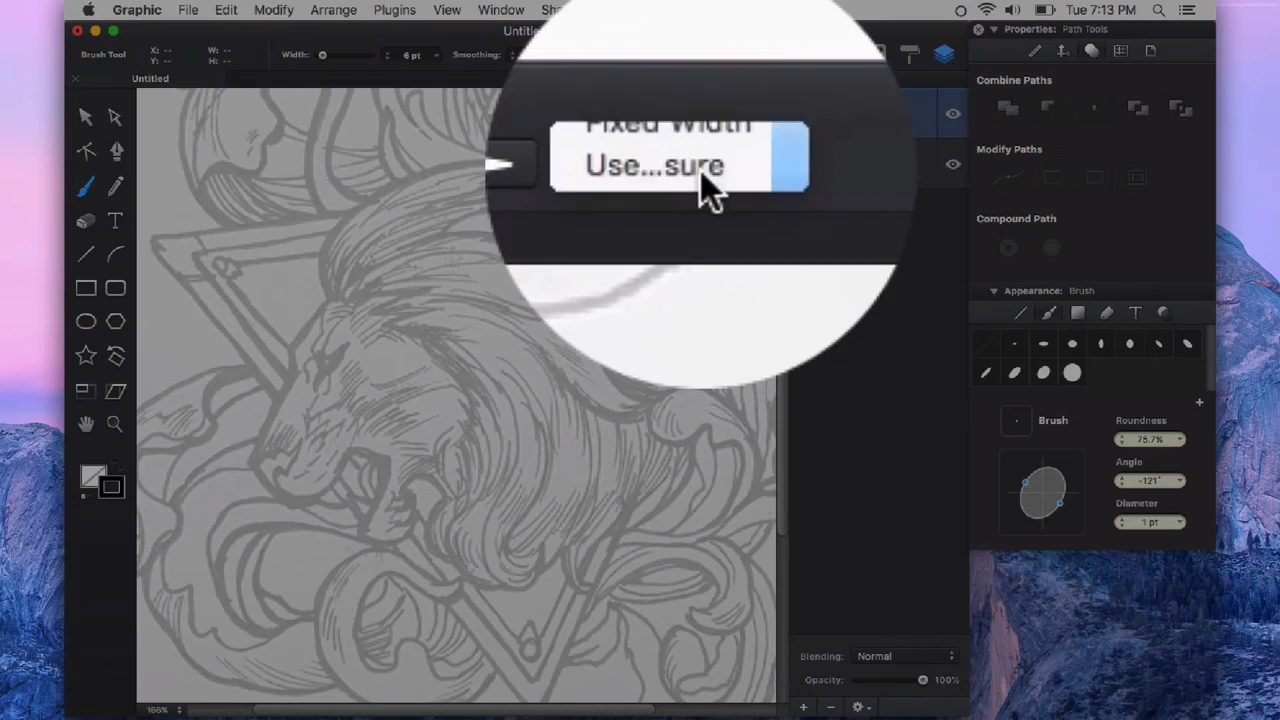 Graphic File Edit Modify Arrange Plugins View Window Tue 7:13 PM
Properties: Path Tools
Brush Tool X: -- W: -- Width: 6 pt Smoothing:
Y: -- H: --
Untitled
Combine Paths
Fixed Width
Use...sure
Modify Paths
Compound Path
Appearance: Brush
Brush
Roundness
75.7%
Angle
-121°
Diameter
1 pt
Blending: Normal
Opacity: 100%
166%